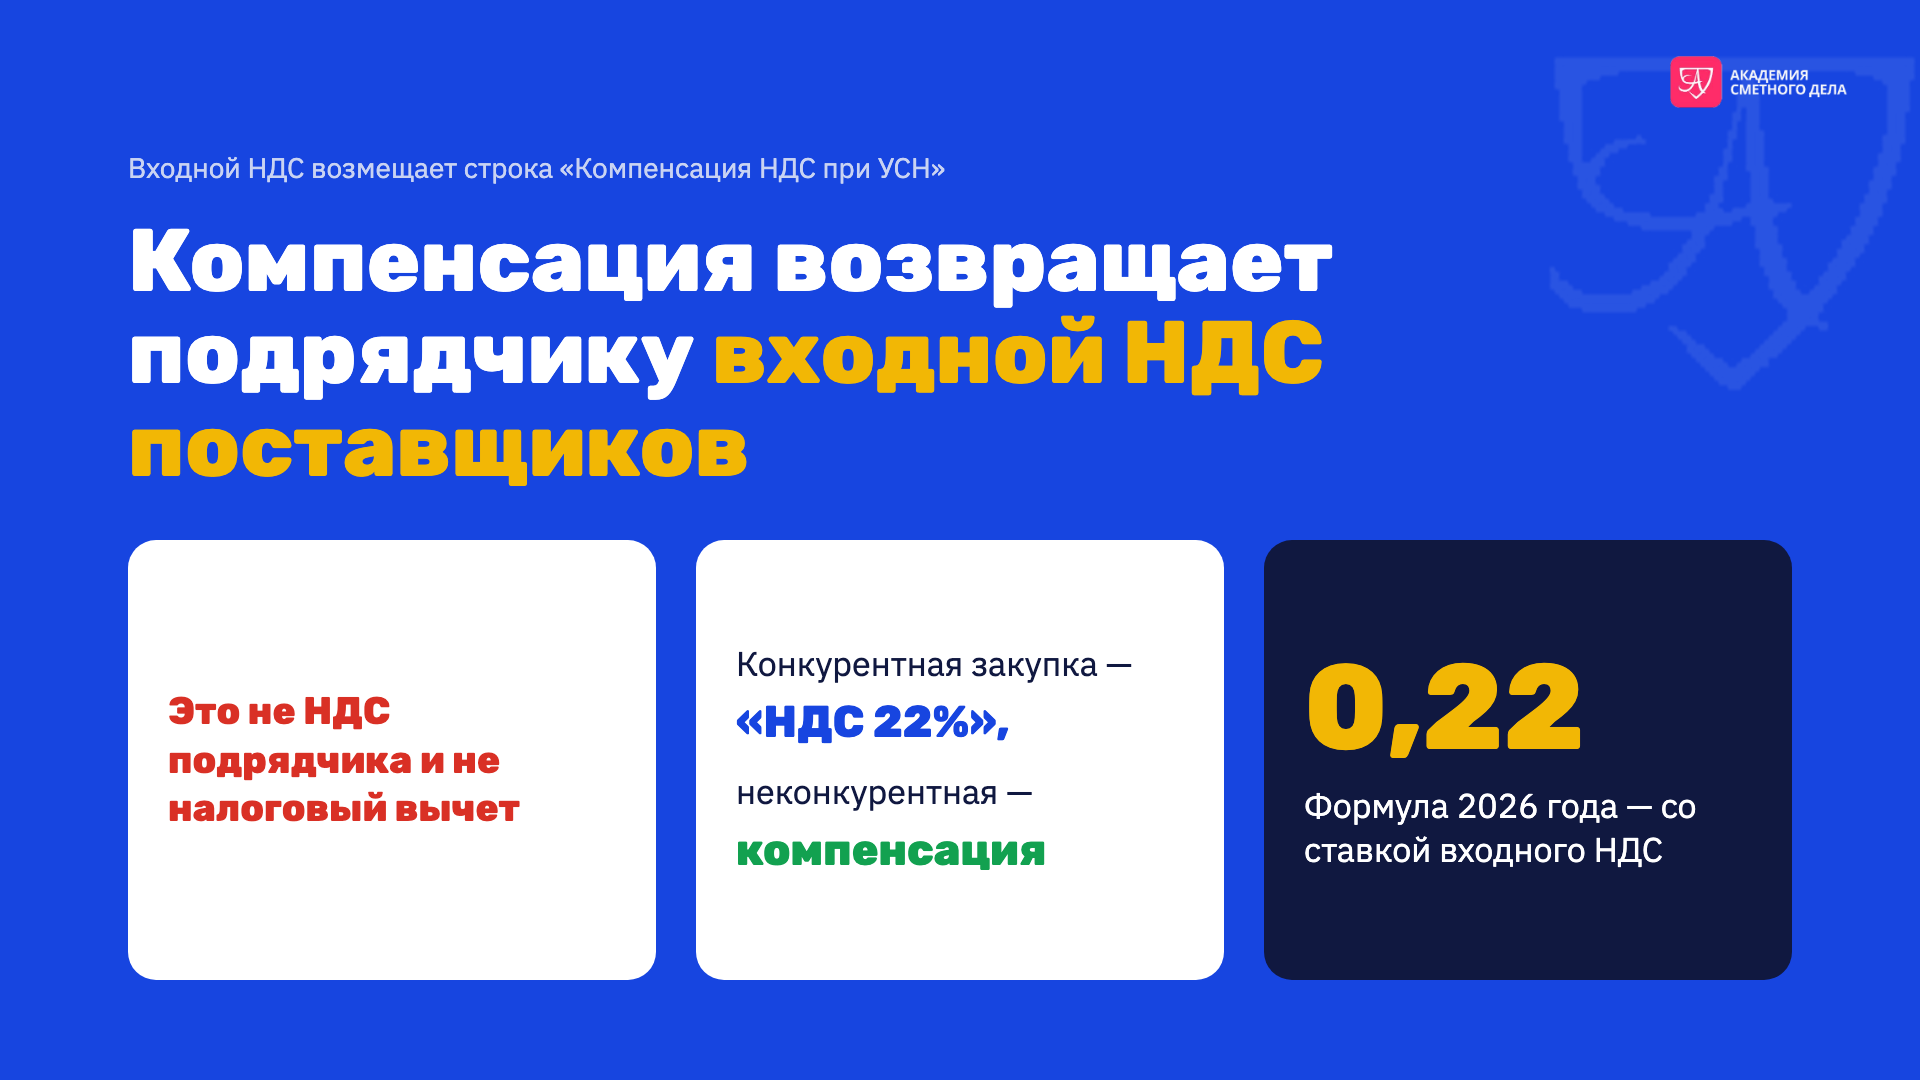 АКАДЕМИЯ
СМЕТНОГО ДЕЛА
Входной НДС возмещает строка «Компенсация НДС при УСН»
Компенсация возвращает
подрядчику входной НДС
поставщиков
Это не НДС
подрядчика и не
налоговый вычет
Конкурентная закупка —
«НДС 22%»,
неконкурентная —
компенсация
0,22
Формула 2026 года — со
ставкой входного НДС